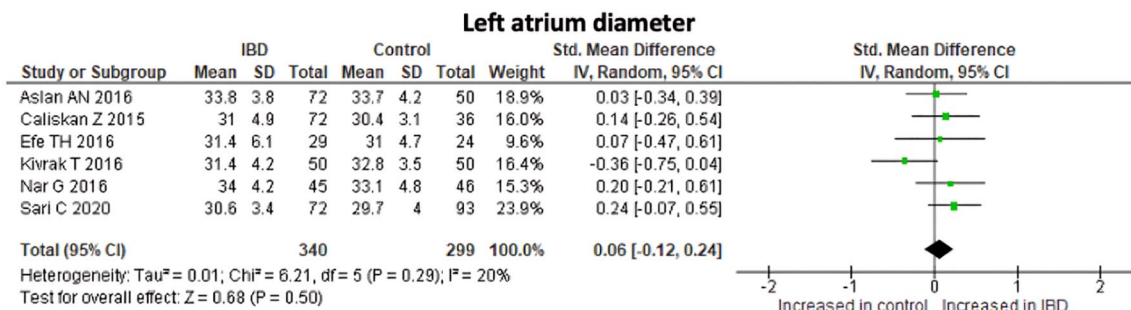 Left atrium diameter
IBD Control Std. Mean Difference Std. Mean Difference
Study or Subgroup Mean SD Total Mean SD Total Weight IV, Random, 95% CI IV, Random, 95% CI
Aslan AN 2016 33.8 3.8 72 33.7 4.2 50 18.9% 0.03 [-0.34, 0.39]
Caliskan Z 2015 31 4.9 72 30.4 3.1 36 16.0% 0.14 [-0.26, 0.54]
Efe TH 2016 31.4 6.1 29 31 4.7 24 9.6% 0.07 [-0.47, 0.61]
Kivrak T 2016 31.4 4.2 50 32.8 3.5 50 16.4% -0.36 [-0.75, 0.04]
Nar G 2016 34 4.2 45 33.1 4.8 46 15.3% 0.20 [-0.21, 0.61]
Sari C 2020 30.6 3.4 72 29.7 4 93 23.9% 0.24 [-0.07, 0.55]
Total (95% CI) 340 299 100.0% 0.06 [-0.12, 0.24]
Heterogeneity: Tau² = 0.01; Chi² = 6.21, df = 5 (P = 0.29); I² = 20%
Test for overall effect: Z = 0.68 (P = 0.50)
-2 -1 0 1 2
Increased in control Increased in IBD